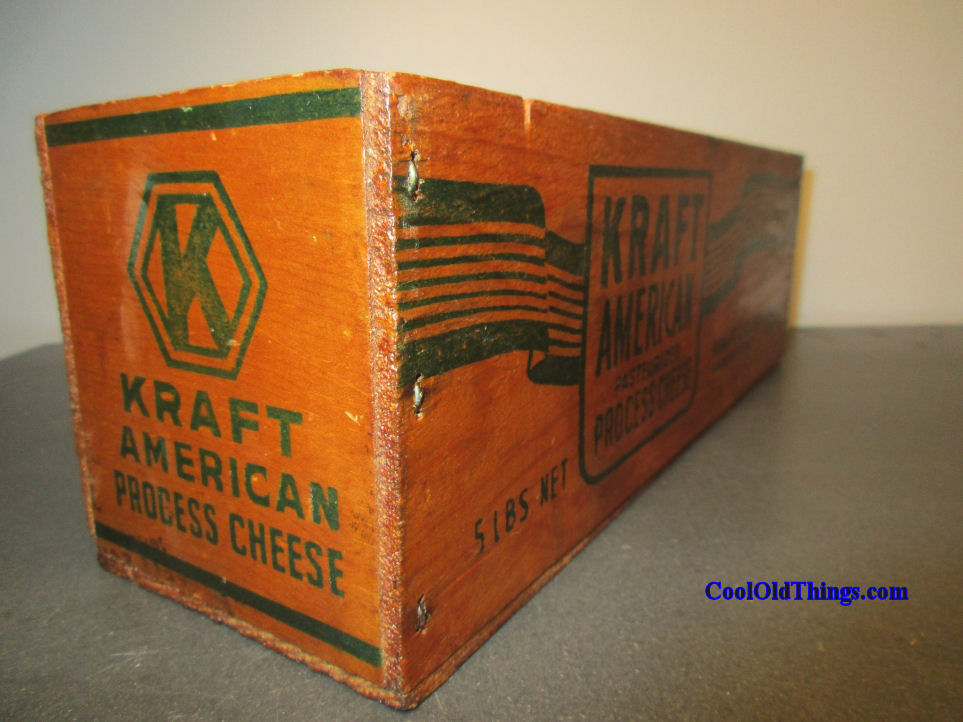 K
KRAFT
AMERICAN
PROCESS CHEESE
KRAFT
AMERICAN
PASTEURIZED
PROCESS CHEESE
5 LBS NET
CoolOldThings.com